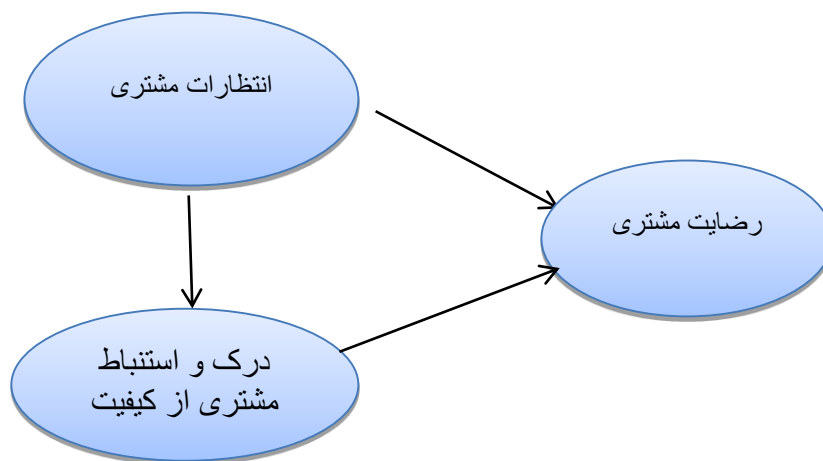 انتظارات مشتری
رضایت مشتری
درک و استنباط
مشتری از کیفیت